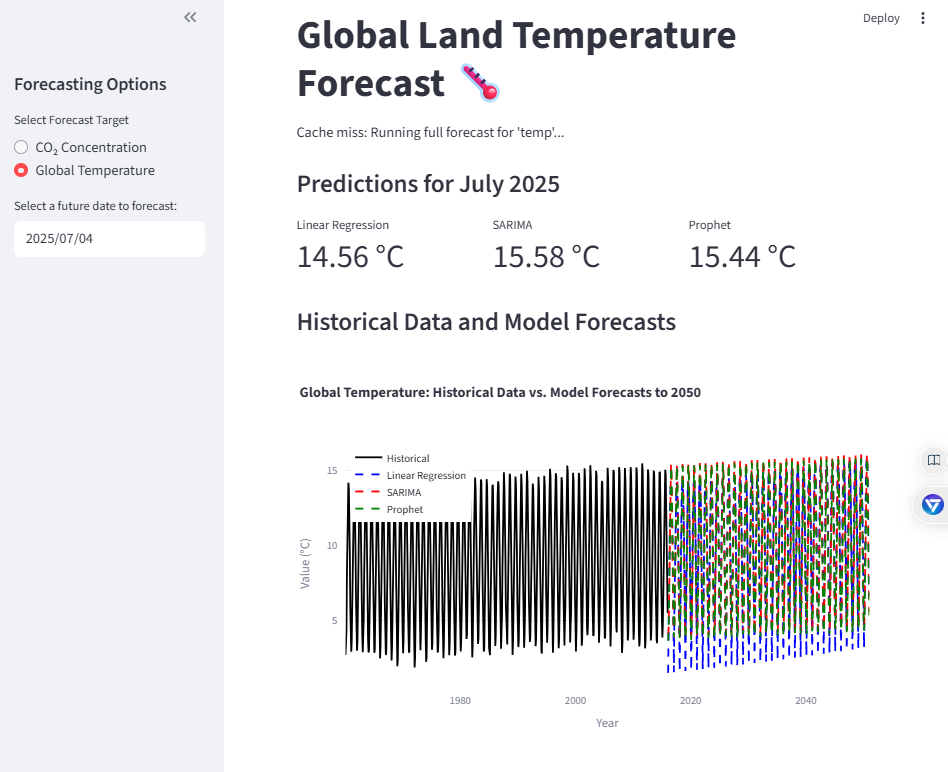 Deploy
Forecasting Options
Select Forecast Target
CO₂ Concentration
Global Temperature
Select a future date to forecast:
2025/07/04
Global Land Temperature
Forecast
Cache miss: Running full forecast for 'temp'...
Predictions for July 2025
Linear Regression
14.56 °C
SARIMA
15.58 °C
Prophet
15.44 °C
Historical Data and Model Forecasts
Global Temperature: Historical Data vs. Model Forecasts to 2050
Historical
Linear Regression
SARIMA
Prophet
15
10
5
Value (°C)
1980
2000
2020
2040
Year